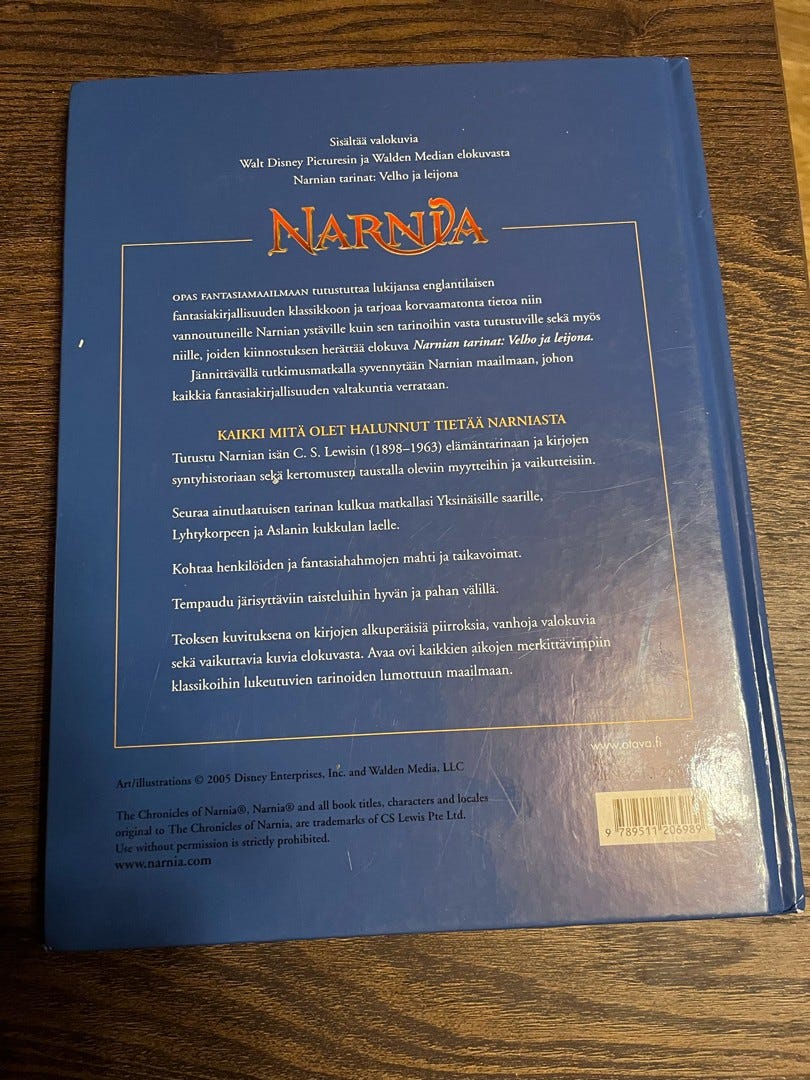 Sisältää valokuvia
Walt Disney Picturesin ja Walden Median elokuvasta
Narnian tarinat: Velho ja leijona
NARNIA
OPAS FANTASIAMAAILMAAN tutustuttaa lukijansa englantilaisen
fantasiakirjallisuuden klassikkoon ja tarjoaa korvaamatonta tietoa niin
vannoutuneille Narnian ystäville kuin sen tarinoihin vasta tutustuville sekä myös
niille, joiden kiinnostuksen herättää elokuva Narnian tarinat: Velho ja leijona.
Jännittävällä tutkimusmatkalla syvennytään Narnian maailmaan, johon
kaikkia fantasiakirjallisuuden valtakuntia verrataan.
KAIKKI MITÄ OLET HALUNNUT TIETÄÄ NARNIASTA
Tutustu Narnian isän C. S. Lewisin (1898–1963) elämäntarinaan ja kirjojen
syntyhistoriaan sekä kertomusten taustalla oleviin myytteihin ja vaikutteisiin.
Seuraa ainutlaatuisen tarinan kulkua matkallasi Yksinäisille saarille,
Lyhtykorpeen ja Aslanin kukkulan laelle.
Kohtaa henkilöiden ja fantasiahahmojen mahti ja taikavoimat.
Tempaudu järisyttäviin taisteluihin hyvän ja pahan välillä.
Teoksen kuvituksena on kirjojen alkuperäisiä piirroksia, vanhoja valokuvia
sekä vaikuttavia kuvia elokuvasta. Avaa ovi kaikkien aikojen merkittävimpiin
klassikoihin lukeutuvien tarinoiden lumottuun maailmaan.
www.otava.fi
Art/illustrations © 2005 Disney Enterprises, Inc. and Walden Media, LLC
The Chronicles of Narnia®, Narnia® and all book titles, characters and locales
original to The Chronicles of Narnia, are trademarks of CS Lewis Pte Ltd.
Use without permission is strictly prohibited.
www.narnia.com
9 789511 206989